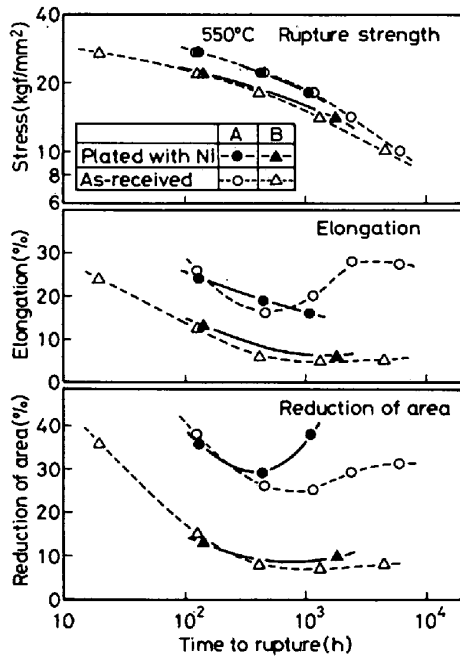 550°C Rupture strength
Stress (kgf/mm²)
40
20
10
8
6
A B
Plated with Ni
As-received
Elongation
Elongation(%)
30
20
10
0
Reduction of area
Reduction of area(%)
40
30
20
10
0
10 10² 10³ 10⁴
Time to rupture(h)